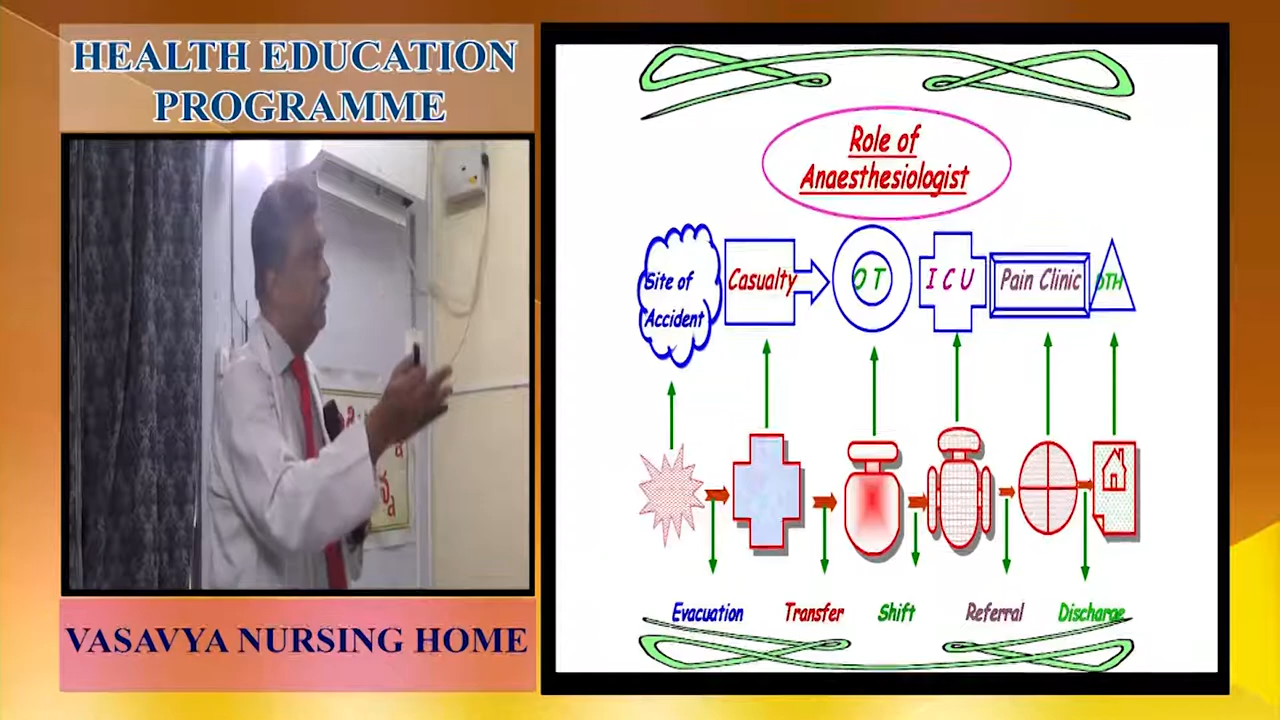 HEALTH EDUCATION
PROGRAMME
VASAVYA NURSING HOME
Role of
Anaesthesiologist
Site of
Accident
Casualty
O T
I C U
Pain Clinic
OTH
Evacuation
Transfer
Shift
Referral
Discharge